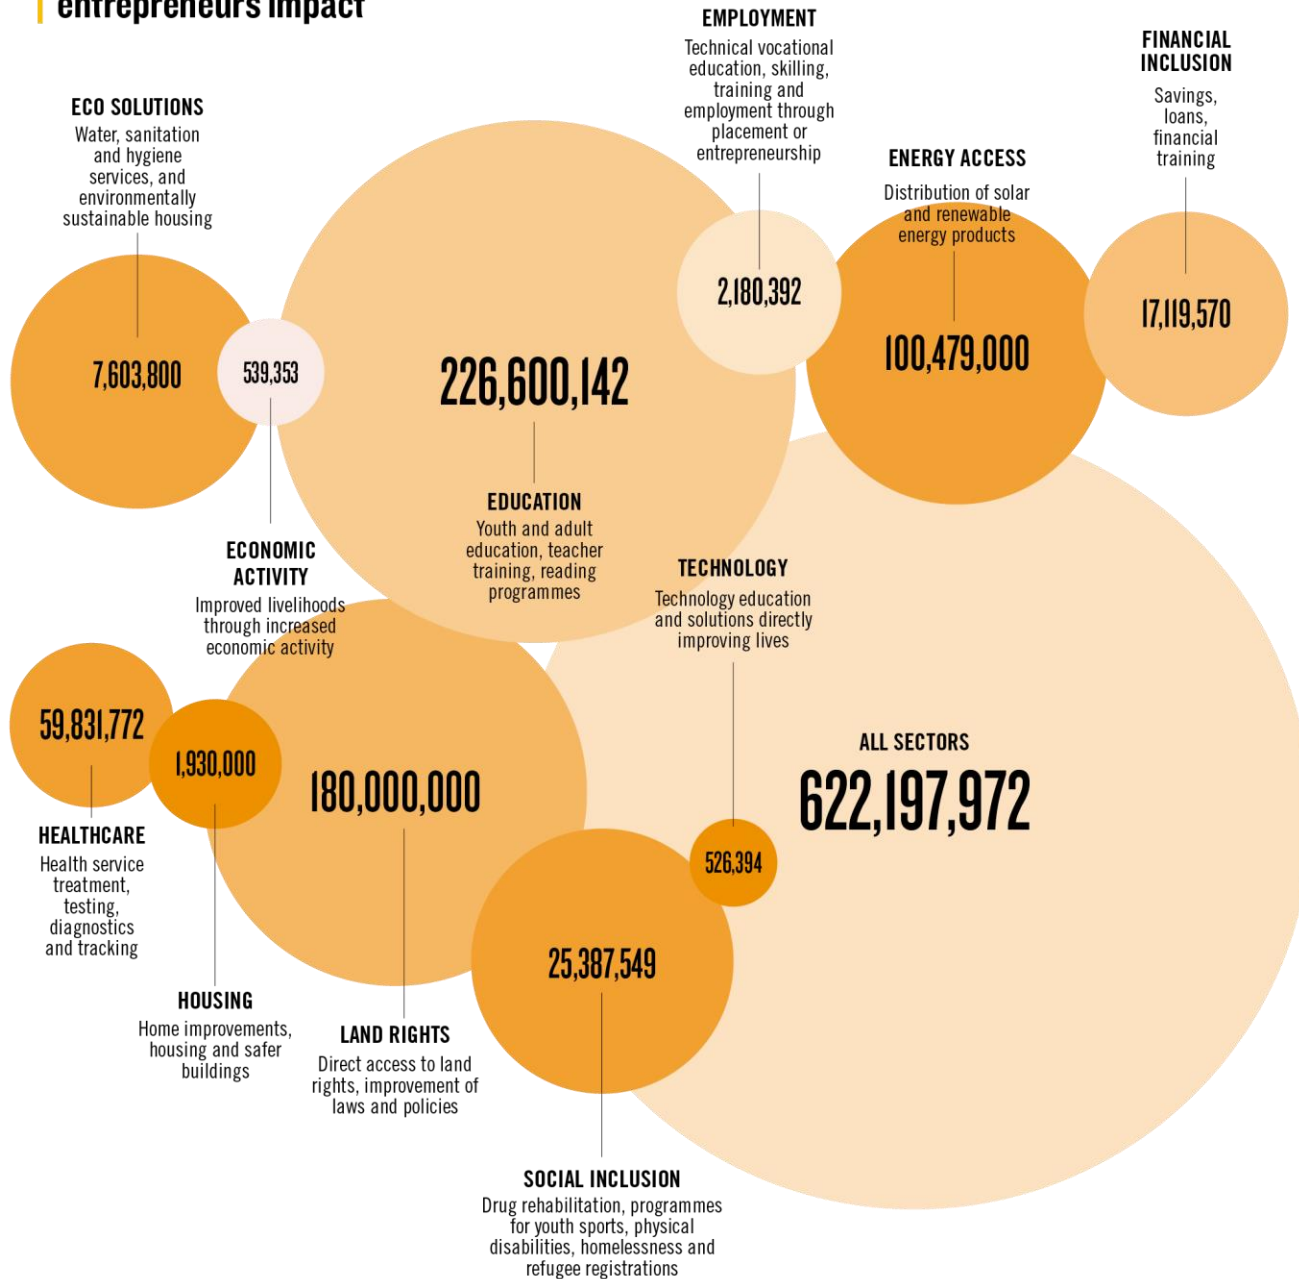 entrepreneurs impact
EMPLOYMENT
Technical vocational
education, skilling,
training and
employment through
placement or
entrepreneurship
2,180,392
FINANCIAL
INCLUSION
Savings,
loans,
financial
training
17,119,570
ECO SOLUTIONS
Water, sanitation
and hygiene
services, and
environmentally
sustainable housing
7,603,800
ENERGY ACCESS
Distribution of solar
and renewable
energy products
100,479,000
539,353
ECONOMIC
ACTIVITY
Improved livelihoods
through increased
economic activity
226,600,142
EDUCATION
Youth and adult
education, teacher
training, reading
programmes
TECHNOLOGY
Technology education
and solutions directly
improving lives
526,394
59,831,772
HEALTHCARE
Health service
treatment,
testing,
diagnostics
and tracking
1,930,000
HOUSING
Home improvements,
housing and safer
buildings
180,000,000
LAND RIGHTS
Direct access to land
rights, improvement of
laws and policies
ALL SECTORS
622,197,972
25,387,549
SOCIAL INCLUSION
Drug rehabilitation, programmes
for youth sports, physical
disabilities, homelessness and
refugee registrations